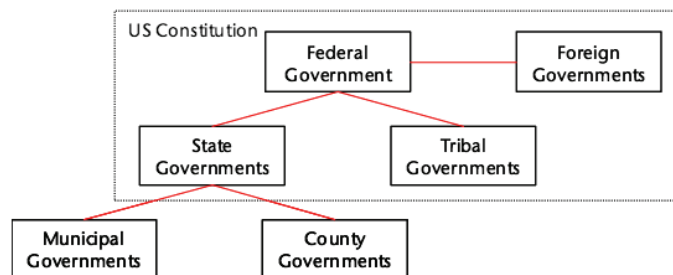 US Constitution
Federal
Government
Foreign
Governments
State
Governments
Tribal
Governments
Municipal
Governments
County
Governments